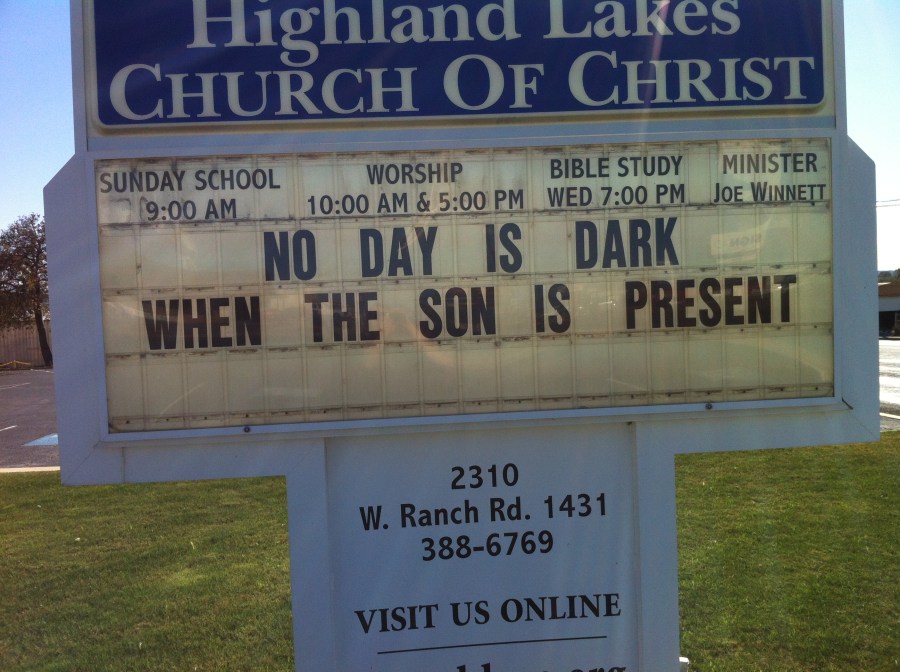 Highland Lakes
CHURCH OF CHRIST
SUNDAY SCHOOL
9:00 AM
WORSHIP
10:00 AM & 5:00 PM
BIBLE STUDY
WED 7:00 PM
MINISTER
JOE WINNETT
NO DAY IS DARK
WHEN THE SON IS PRESENT
2310
W. Ranch Rd. 1431
388-6769
VISIT US ONLINE